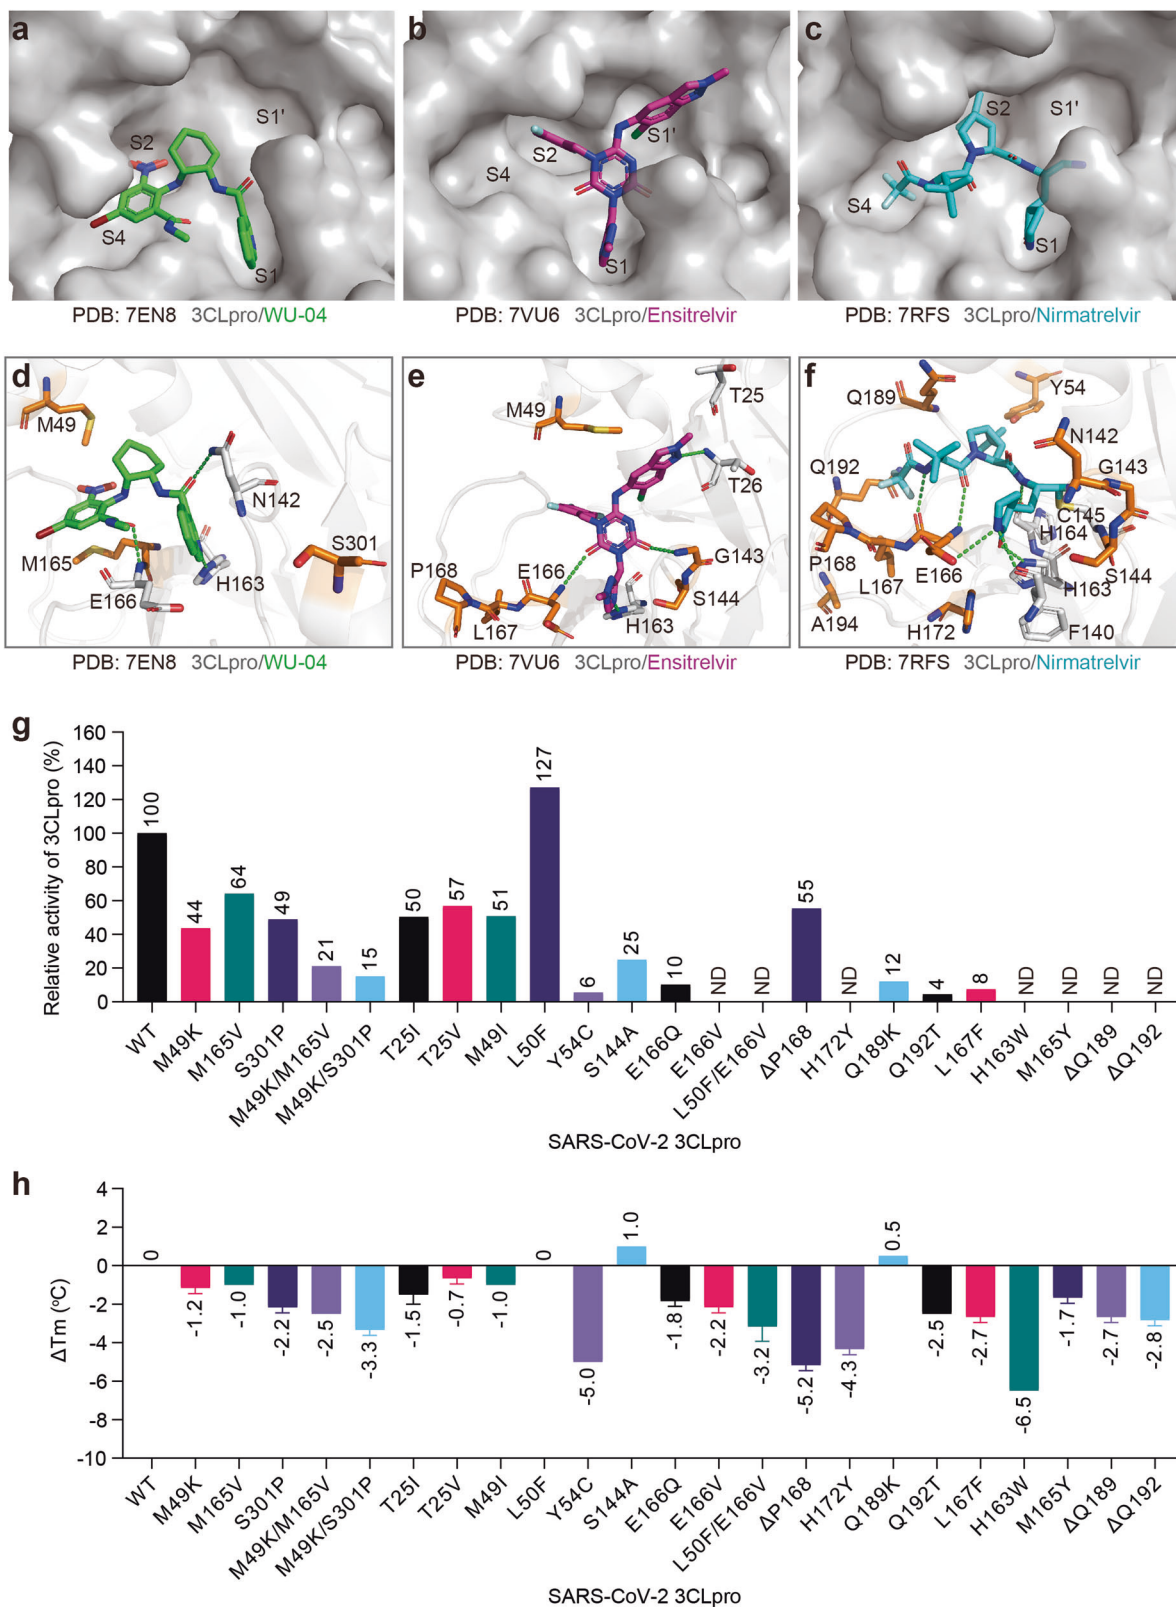 a
S2
S1'
S4
S1
PDB: 7EN8 3CLpro/WU-04
b
S2
S1'
S4
S1
PDB: 7VU6 3CLpro/Ensitrelvir
c
S2
S1'
S4
S1
PDB: 7RFS 3CLpro/Nirmatrelvir
d
M49
N142
M165
S301
H163
E166
PDB: 7EN8 3CLpro/WU-04
e
T25
M49
T26
G143
P168
E166
S144
L167
H163
PDB: 7VU6 3CLpro/Ensitrelvir
f
Y54
Q189
N142
Q192
G143
C145
H164
P168
E166
S144
L167
H163
A194
H172
F140
PDB: 7RFS 3CLpro/Nirmatrelvir
g
Relative activity of 3CLpro (%)
160
140
120
100
80
60
40
20
0
100
44
64
49
21
15
50
57
51
127
6
25
10
ND
ND
55
ND
12
4
8
ND
ND
ND
ND
WT
M49K
M165V
S301P
M49K/M165V
M49K/S301P
T25I
T25V
M49I
L50F
Y54C
S144A
E166Q
E166V
L50F/E166V
ΔP168
H172Y
Q189K
Q192T
L167F
H163W
M165Y
ΔQ189
ΔQ192
SARS-CoV-2 3CLpro
h
ΔTm (°C)
4
2
0
-2
-4
-6
-8
-10
0
-1.2
-1.0
-2.2
-2.5
-3.3
-1.5
-0.7
-1.0
0
-5.0
1.0
-1.8
-2.2
-3.2
-5.2
-4.3
0.5
-2.5
-2.7
-6.5
-1.7
-2.7
-2.8
WT
M49K
M165V
S301P
M49K/M165V
M49K/S301P
T25I
T25V
M49I
L50F
Y54C
S144A
E166Q
E166V
L50F/E166V
ΔP168
H172Y
Q189K
Q192T
L167F
H163W
M165Y
ΔQ189
ΔQ192
SARS-CoV-2 3CLpro